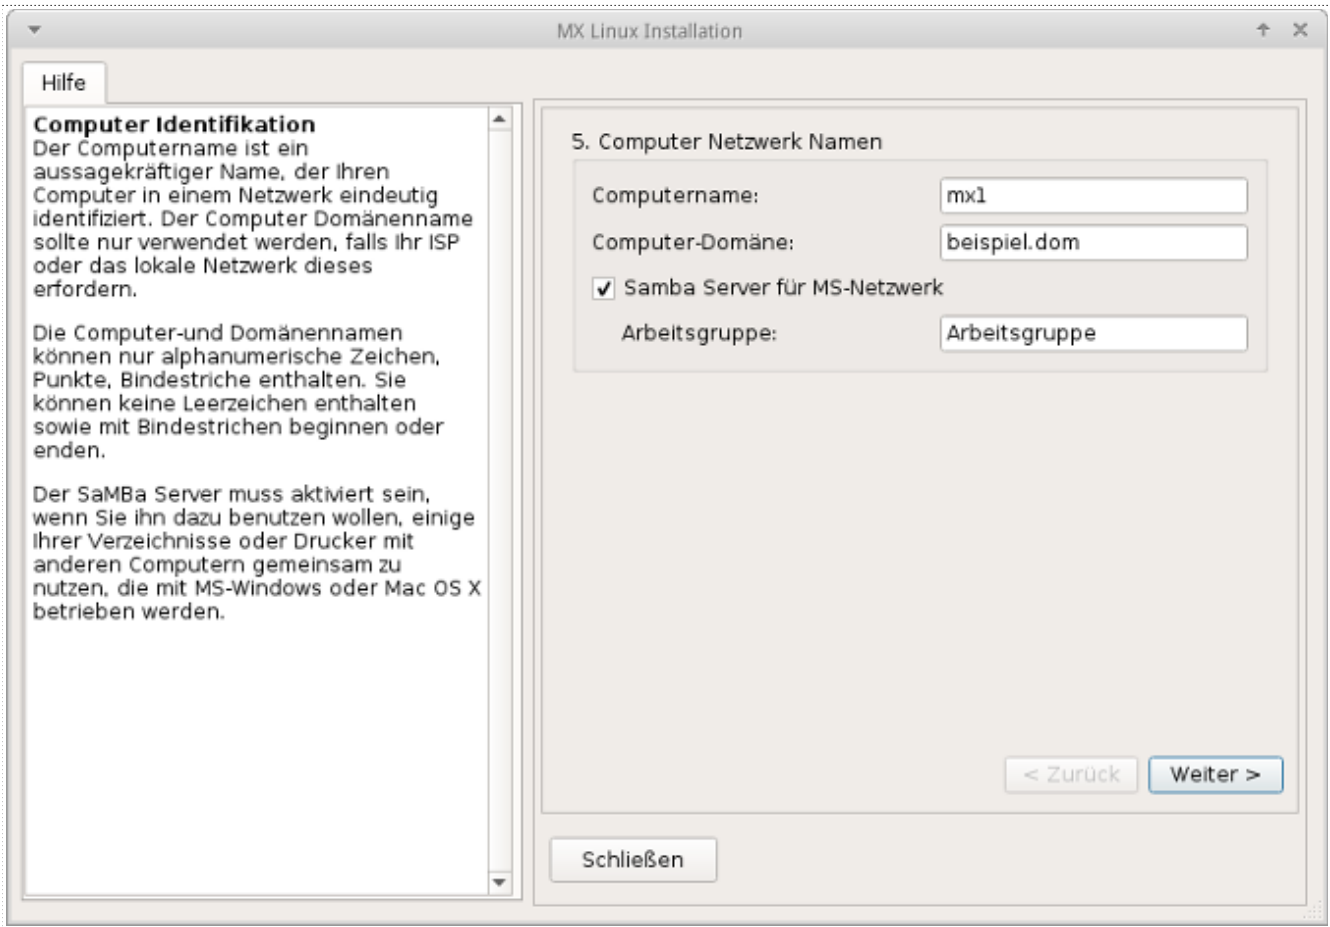 MX Linux Installation
Hilfe
Computer Identifikation
Der Computername ist ein
aussagekräftiger Name, der Ihren
Computer in einem Netzwerk eindeutig
identifiziert. Der Computer Domänenname
sollte nur verwendet werden, falls Ihr ISP
oder das lokale Netzwerk dieses
erfordern.
Die Computer-und Domänennamen
können nur alphanumerische Zeichen,
Punkte, Bindestriche enthalten. Sie
können keine Leerzeichen enthalten
sowie mit Bindestrichen beginnen oder
enden.
Der SaMBa Server muss aktiviert sein,
wenn Sie ihn dazu benutzen wollen, einige
Ihrer Verzeichnisse oder Drucker mit
anderen Computern gemeinsam zu
nutzen, die mit MS-Windows oder Mac OS X
betrieben werden.
5. Computer Netzwerk Namen
Computername: mx1
Computer-Domäne: beispiel.dom
Samba Server für MS-Netzwerk
Arbeitsgruppe: Arbeitsgruppe
< Zurück Weiter >
Schließen